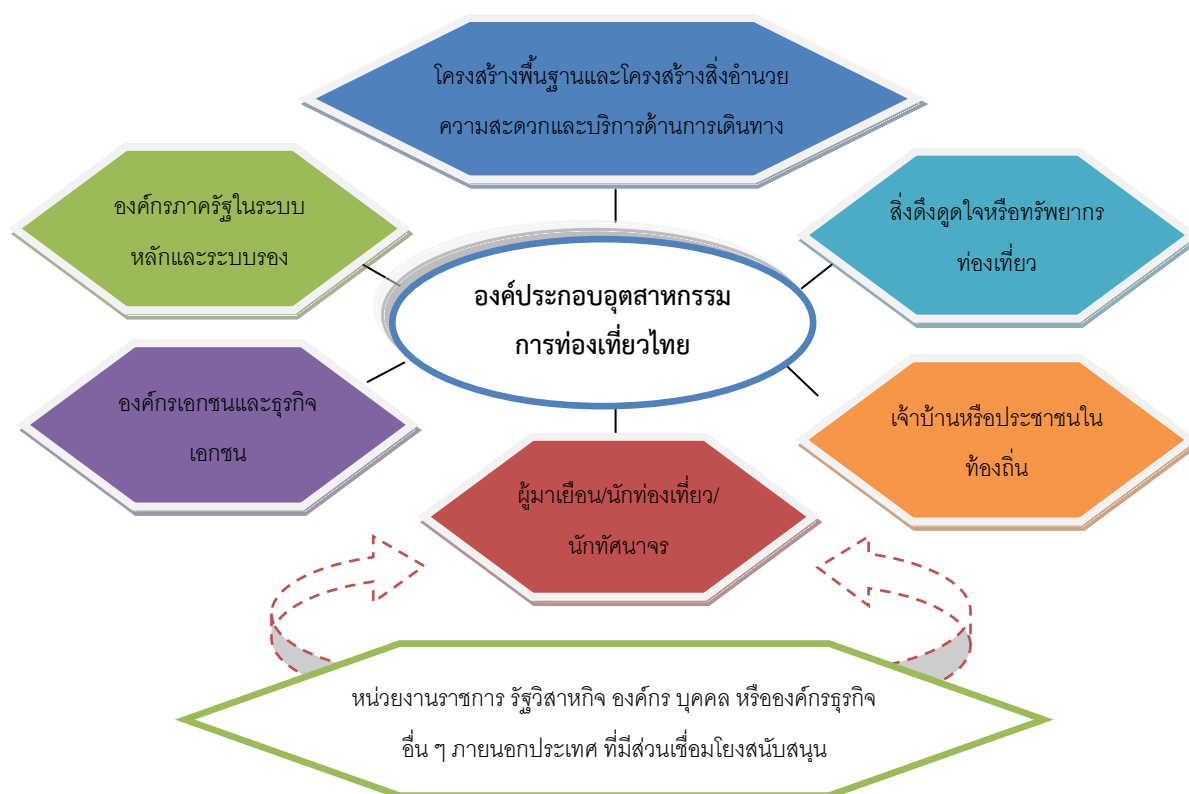 โครงสร้างพื้นฐานและโครงสร้างสิ่งอำนวย
ความสะดวกและบริการด้านการเดินทาง
องค์กรภาครัฐในระบบ
หลักและระบบรอง
สิ่งดึงดูดใจหรือทรัพยากร
ท่องเที่ยว
องค์ประกอบอุตสาหกรรม
การท่องเที่ยวไทย
องค์กรเอกชนและธุรกิจ
เอกชน
เจ้าบ้านหรือประชาชนใน
ท้องถิ่น
ผู้มาเยือน/นักท่องเที่ยว/
นักทัศนาจร
หน่วยงานราชการ รัฐวิสาหกิจ องค์กร บุคคล หรือองค์กรธุรกิจ
อื่น ๆ ภายนอกประเทศ ที่มีส่วนเชื่อมโยงสนับสนุน